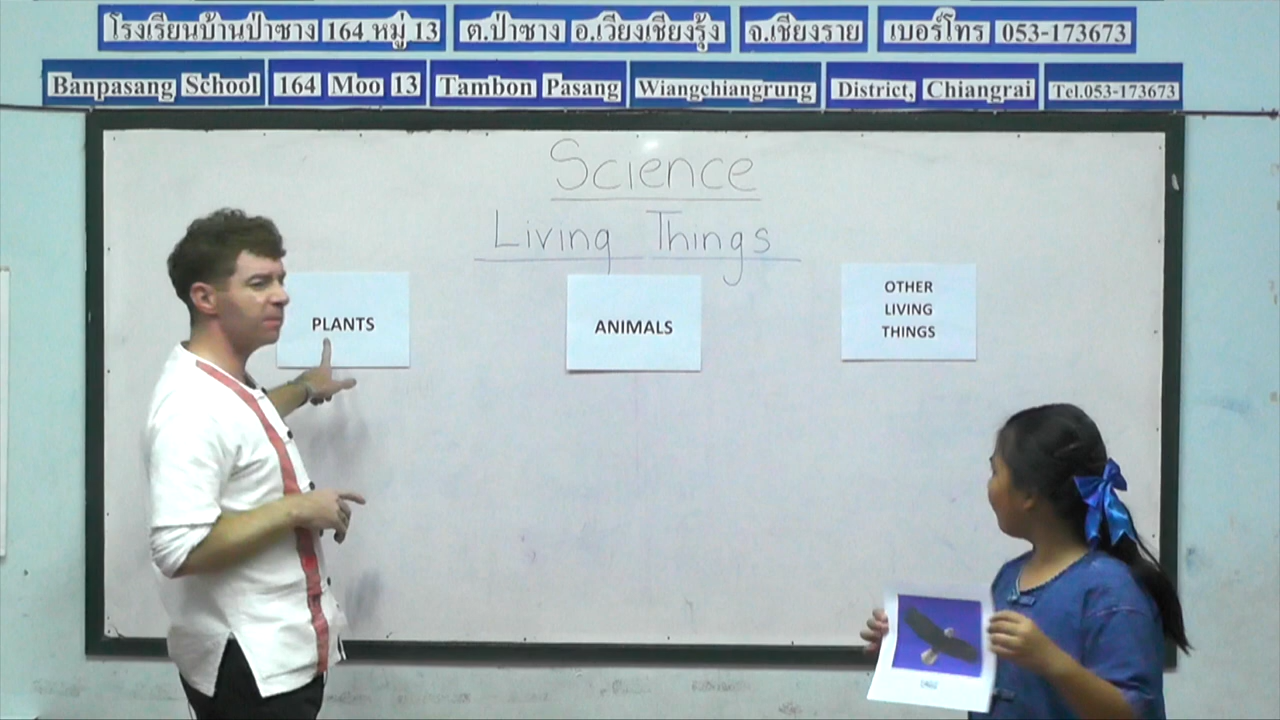 โรงเรียนบ้านป่าซาง 164 หมู่ 13 ต.ป่าซาง อ.เวียงเชียงรุ้ง จ.เชียงราย เบอร์โทร 053-173673
Banpasang School 164 Moo 13 Tambon Pasang Wiangchiangrung District, Chiangrai Tel.053-173673
Science
Living Things
PLANTS
ANIMALS
OTHER
LIVING
THINGS